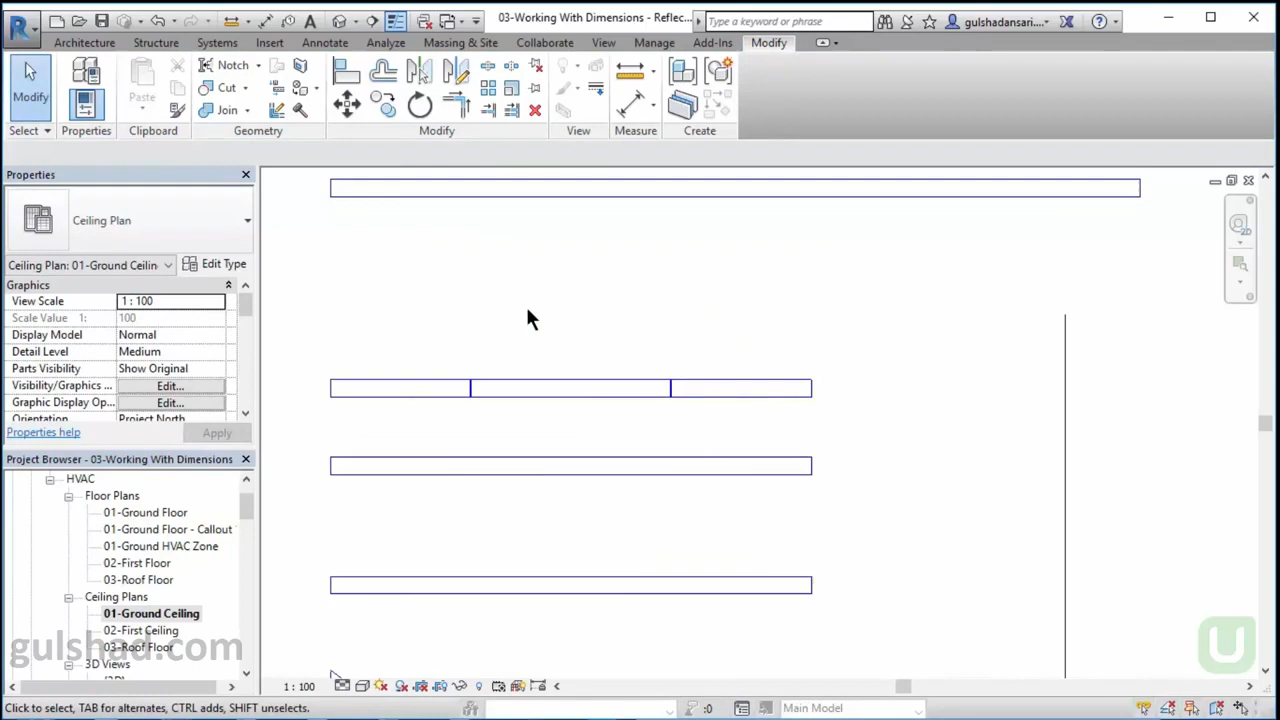 R
A
03-Working With Dimensions - Reflec...
Type a keyword or phrase
gulshadansari....
?
Architecture Structure Systems Insert Annotate Analyze Massing & Site Collaborate View Manage Add-Ins Modify
Modify
Paste
Notch
Cut
Join
Select Properties Clipboard Geometry Modify View Measure Create
Properties
Ceiling Plan
Ceiling Plan: 01-Ground Ceilin
Edit Type
Graphics
View Scale 1 : 100
Scale Value 1: 100
Display Model Normal
Detail Level Medium
Parts Visibility Show Original
Visibility/Graphics ... Edit...
Graphic Display Op... Edit...
Orientation Project North
Properties help Apply
Project Browser - 03-Working With Dimensions
HVAC
Floor Plans
01-Ground Floor
01-Ground Floor - Callout
01-Ground HVAC Zone
02-First Floor
03-Roof Floor
Ceiling Plans
01-Ground Ceiling
02-First Ceiling
03-Roof Floor
3D Views
gulshad.com
2D
U
1 : 100
Click to select, TAB for alternates, CTRL adds, SHIFT unselects.
:0
Main Model